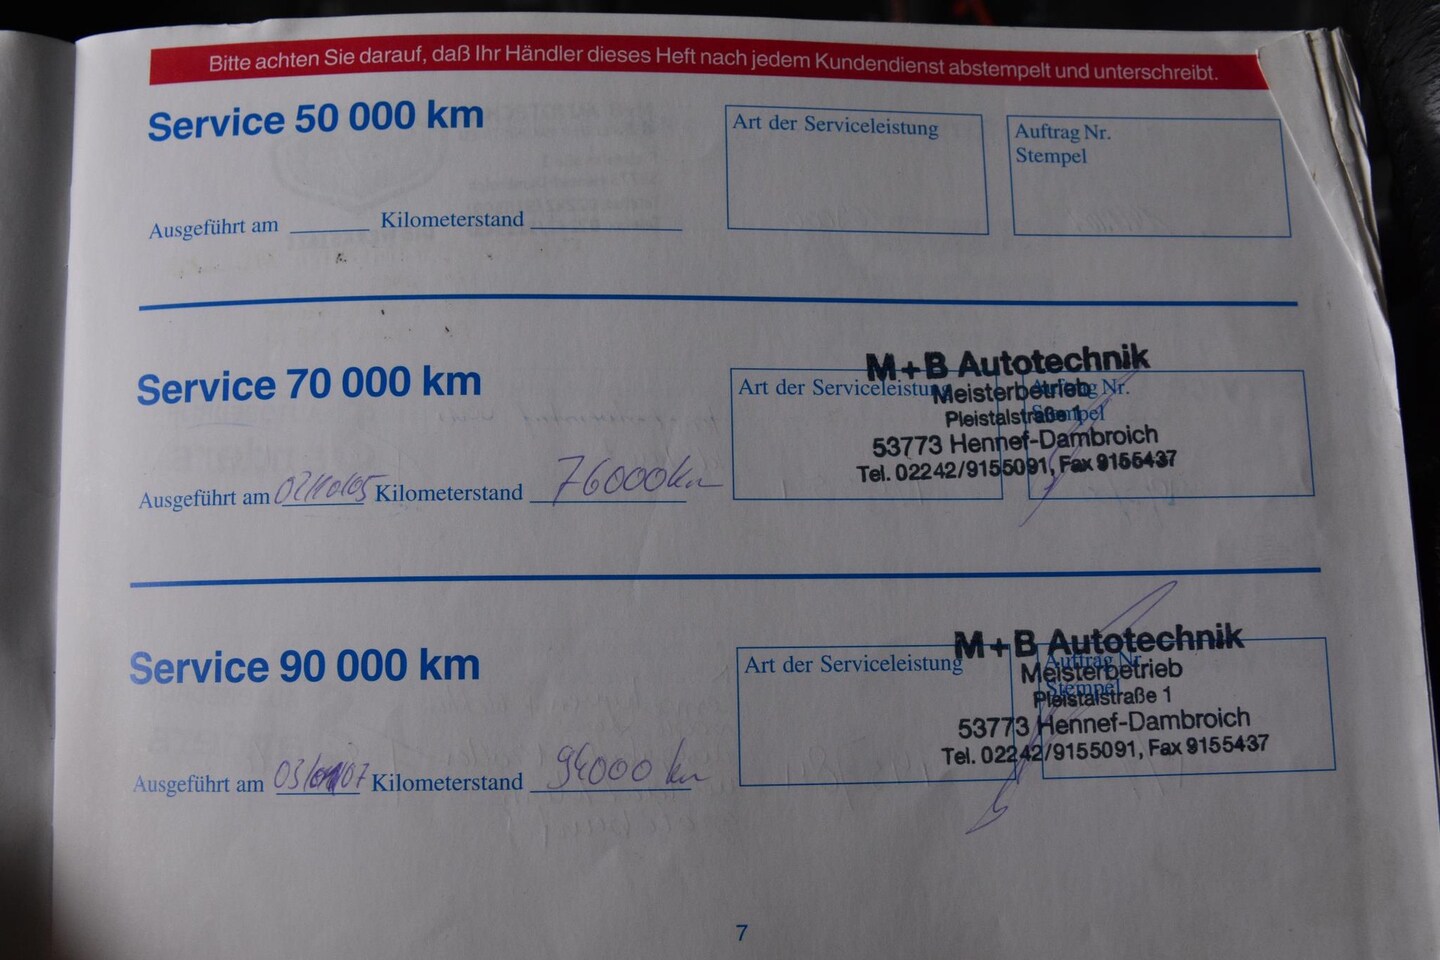 Bitte achten Sie darauf, daß Ihr Händler dieses Heft nach jedem Kundendienst abstempelt und unterschreibt.
Service 50 000 km
Art der Serviceleistung
Auftrag Nr.
Stempel
Ausgeführt am
Kilometerstand
Service 70 000 km
Art der Serviceleistung
Auftrag Nr.
Stempel
M+B Autotechnik
Meisterbetrieb
Pleistalstraße 1
53773 Hennef-Dambroich
Tel. 02242/9155091, Fax 9155437
Ausgeführt am 02/10/05 Kilometerstand 76000km
Service 90 000 km
Art der Serviceleistung
Auftrag Nr.
Stempel
M+B Autotechnik
Meisterbetrieb
Pleistalstraße 1
53773 Hennef-Dambroich
Tel. 02242/9155091, Fax 9155437
Ausgeführt am Kilometerstand 94000 km
7